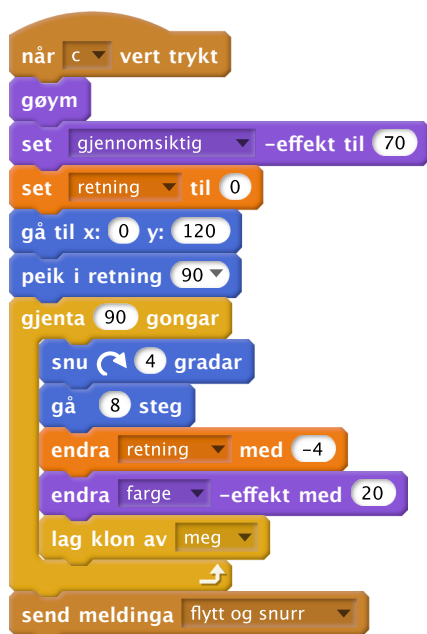 når c vert trykt
gøym
set gjennomsiktig -effekt til 70
set retning til 0
gå til x: 0 y: 120
peik i retning 90
gjenta 90 gongar
snu 4 gradar
gå 8 steg
endra retning med -4
endra farge -effekt med 20
lag klon av meg
send meldinga flytt og snurr